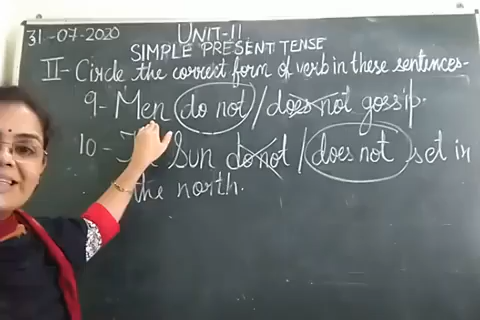 31-07-2020
UNIT-11
SIMPLE PRESENT TENSE
II- Circle the correct form of verb in these sentences-
9- Men do not / does not gossip.
10- Sun do not / does not set in
the north.